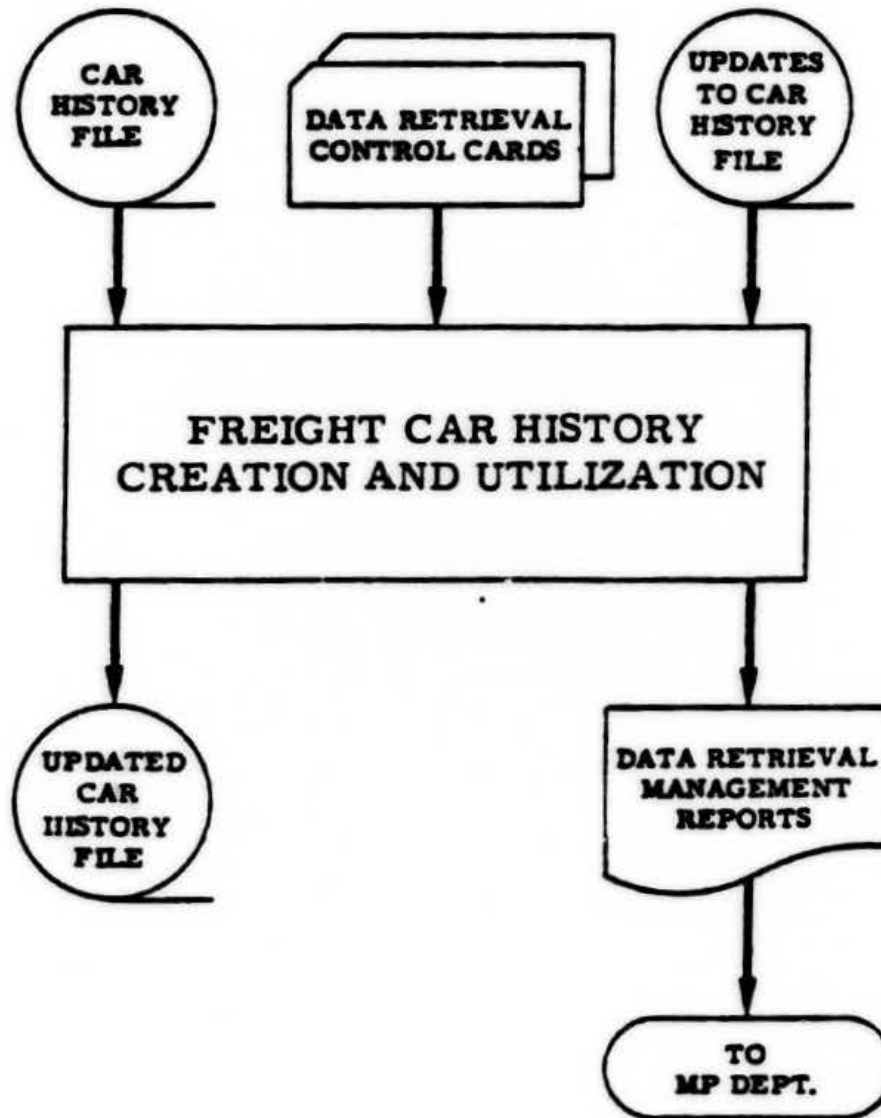 CAR
HISTORY
FILE
DATA RETRIEVAL
CONTROL CARDS
UPDATES
TO CAR
HISTORY
FILE
FREIGHT CAR HISTORY
CREATION AND UTILIZATION
UPDATED
CAR
HISTORY
FILE
DATA RETRIEVAL
MANAGEMENT
REPORTS
TO
MP DEPT.